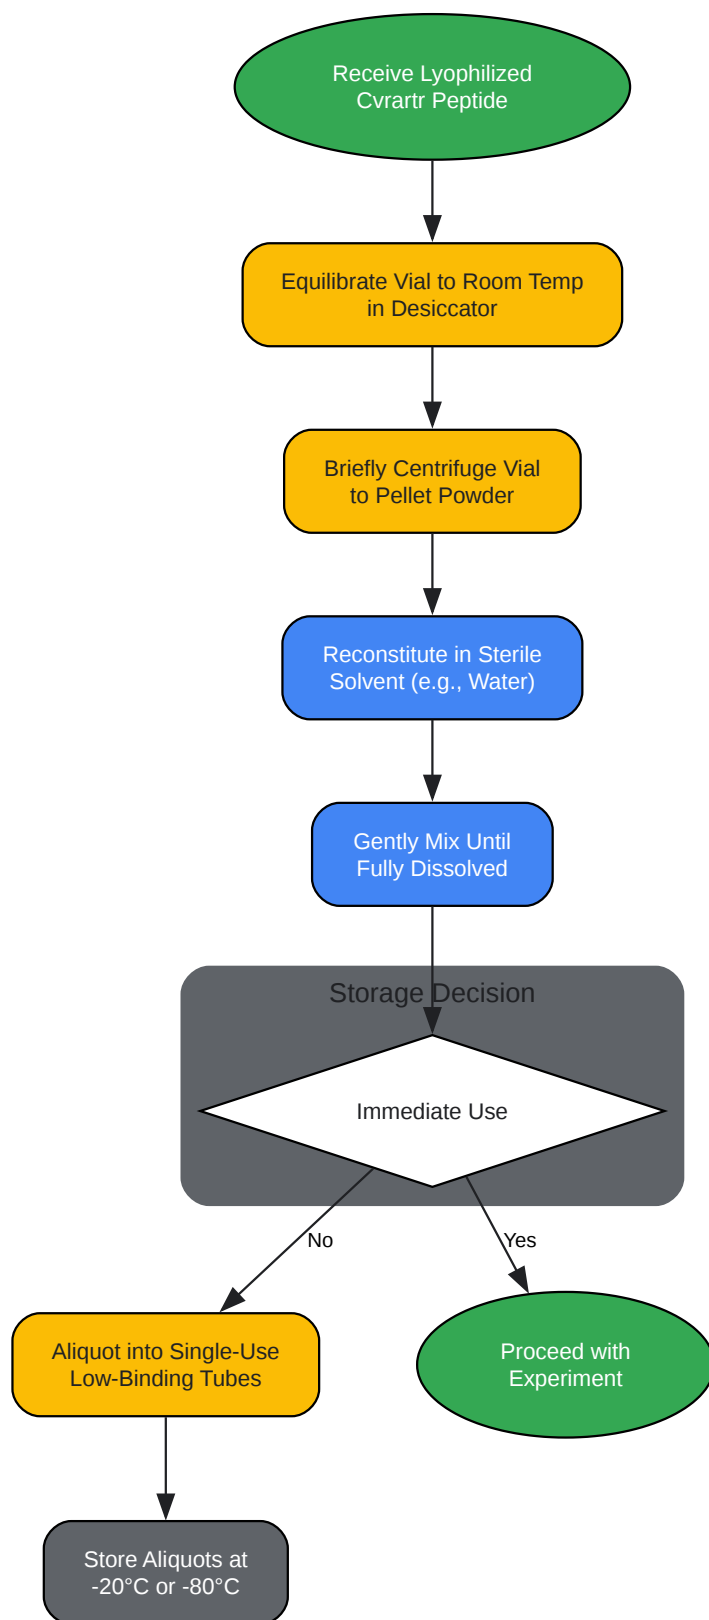 Receive Lyophilized
Cvrartr Peptide
Equilibrate Vial to Room Temp
in Desiccator
Briefly Centrifuge Vial
to Pellet Powder
Reconstitute in Sterile
Solvent (e.g., Water)
Gently Mix Until
Fully Dissolved
Storage Decision
Immediate Use
No
Yes
Aliquot into Single-Use
Low-Binding Tubes
Proceed with
Experiment
Store Aliquots at
-20°C or -80°C